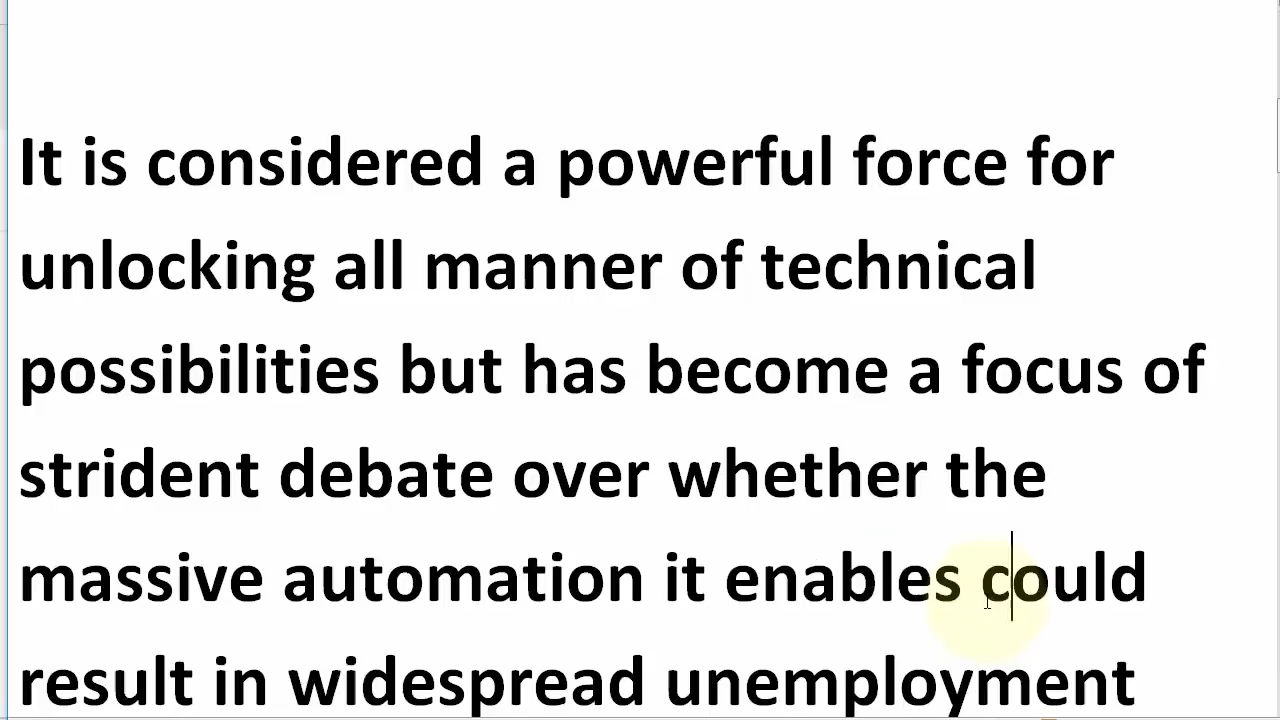 It is considered a powerful force for
unlocking all manner of technical
possibilities but has become a focus of
strident debate over whether the
massive automation it enables could
result in widespread unemployment